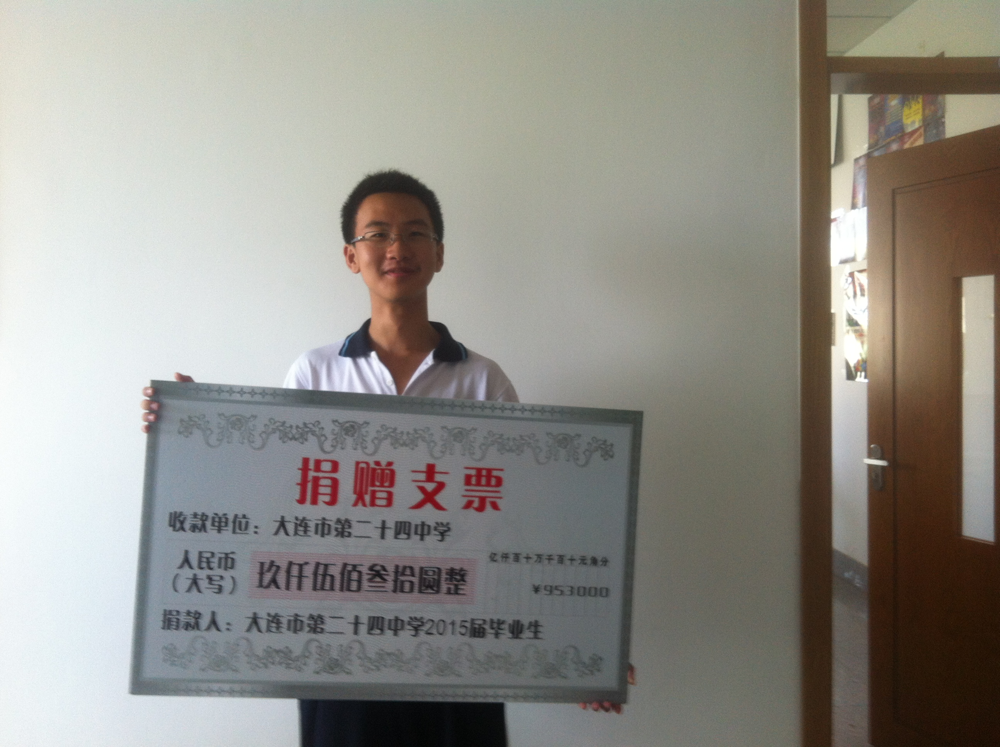 捐赠支票
收款单位：大连市第二十四中学
亿仟百十万千百十元角分
人民币
（大写）
玖仟伍佰叁拾圆整
￥953000
捐款人：大连市第二十四中学2015届毕业生